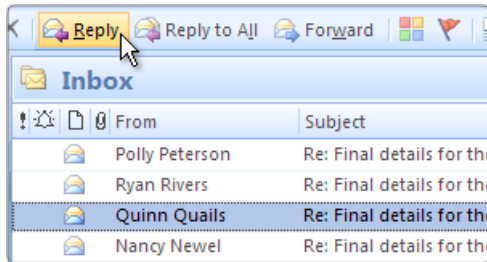 Reply Reply to All Forward
Inbox
! From Subject
Polly Peterson Re: Final details for the
Ryan Rivers Re: Final details for the
Quinn Quails Re: Final details for the
Nancy Newel Re: Final details for the